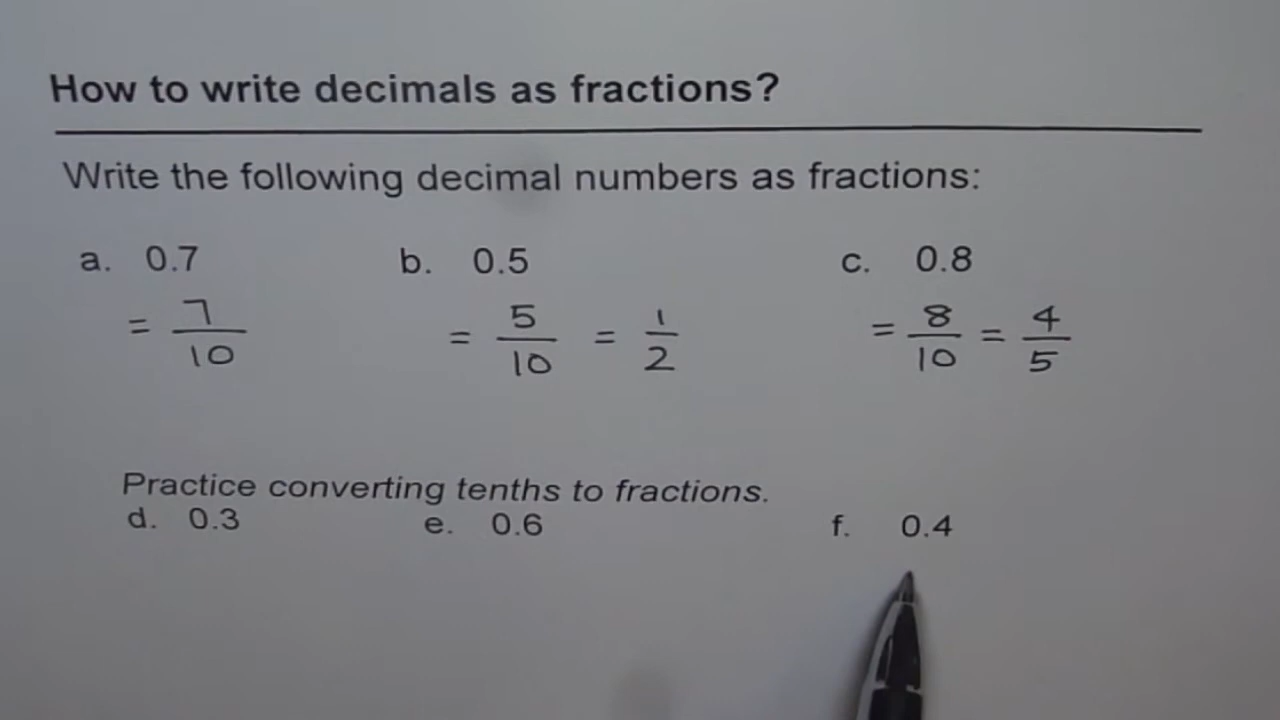 How to write decimals as fractions?
Write the following decimal numbers as fractions:
a. 0.7 b. 0.5 c. 0.8
= 7/10 = 5/10 = 1/2 = 8/10 = 4/5
Practice converting tenths to fractions.
d. 0.3 e. 0.6 f. 0.4